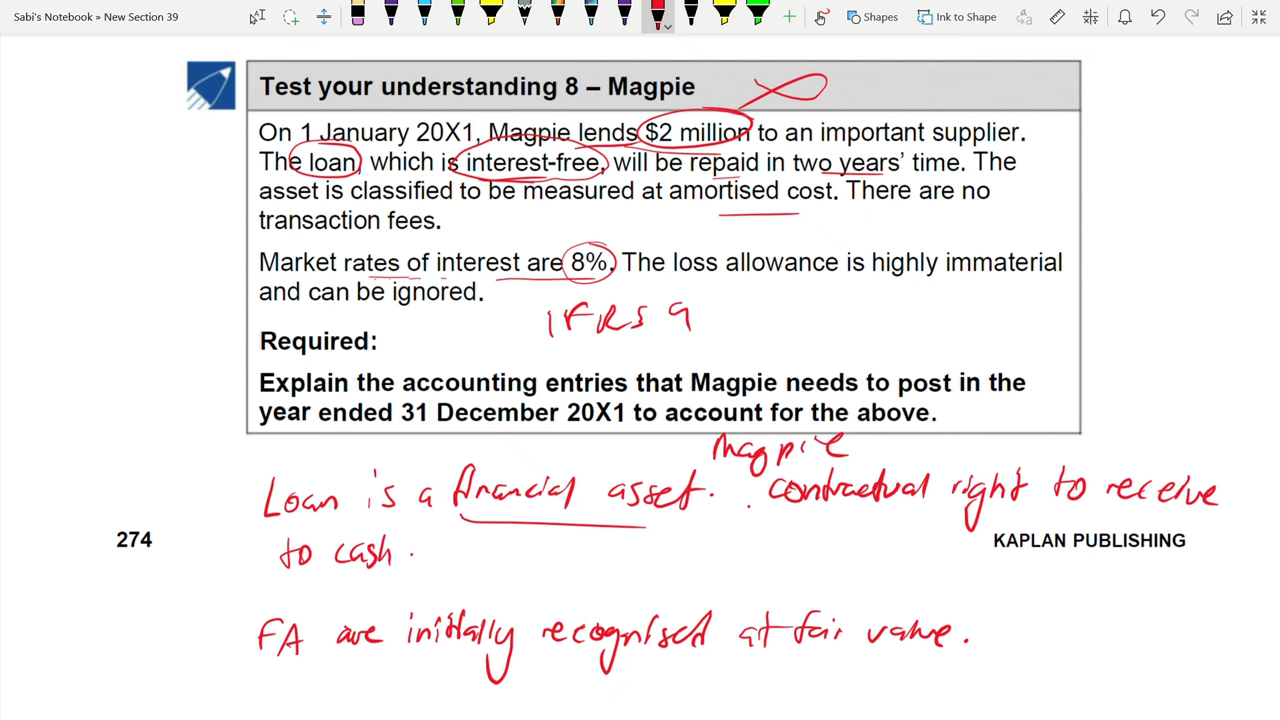 Sabi's Notebook » New Section 39
Shapes
Ink to Shape
Test your understanding 8 – Magpie
On 1 January 20X1, Magpie lends $2 million to an important supplier.
The loan, which is interest-free, will be repaid in two years' time. The
asset is classified to be measured at amortised cost. There are no
transaction fees.
Market rates of interest are 8%. The loss allowance is highly immaterial
and can be ignored.
IFRS 9
Required:
Explain the accounting entries that Magpie needs to post in the
year ended 31 December 20X1 to account for the above.
magpie
Loan is a financial asset. contractual right to receive
274
to cash.
KAPLAN PUBLISHING
FA are initially recognised at fair value.